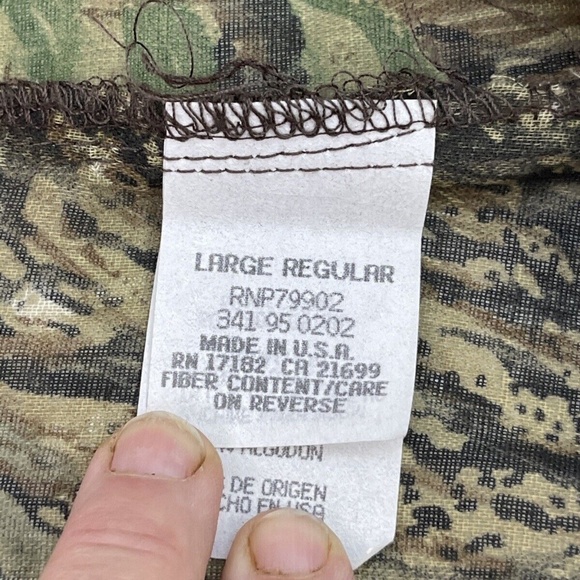 LARGE REGULAR
RNP79902
341 95 0202
MADE IN U.S.A.
RN 17182 CA 21699
FIBER CONTENT/CARE
ON REVERSE
ALGODON
DE ORIGEN
CHO EN USA